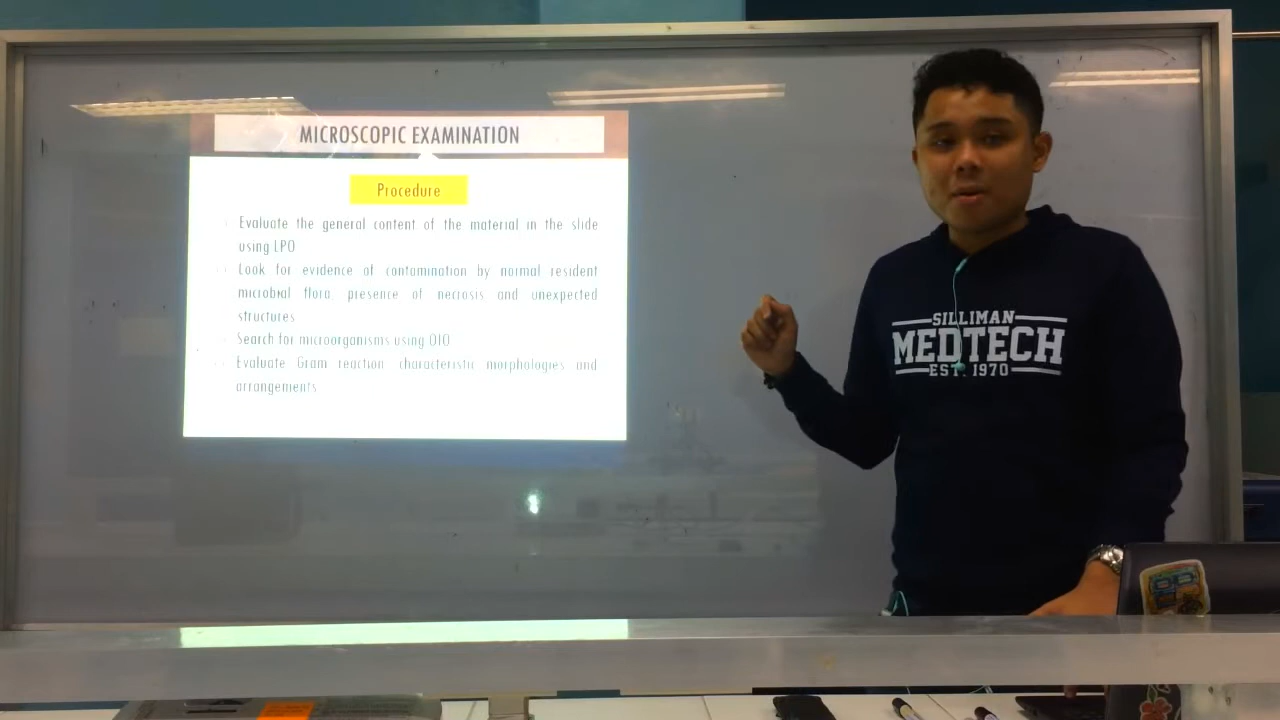 MICROSCOPIC EXAMINATION
Procedure
Evaluate the general content of the material in the slide
using LPO
Look for evidence of contamination by normal resident
microbial flora, presence of necrosis and unexpected
structures
Search for microorganisms using OIO
Evaluate Gram reaction, characteristic morphologies and
arrangements
SILLIMAN
MEDTECH
EST. 1970